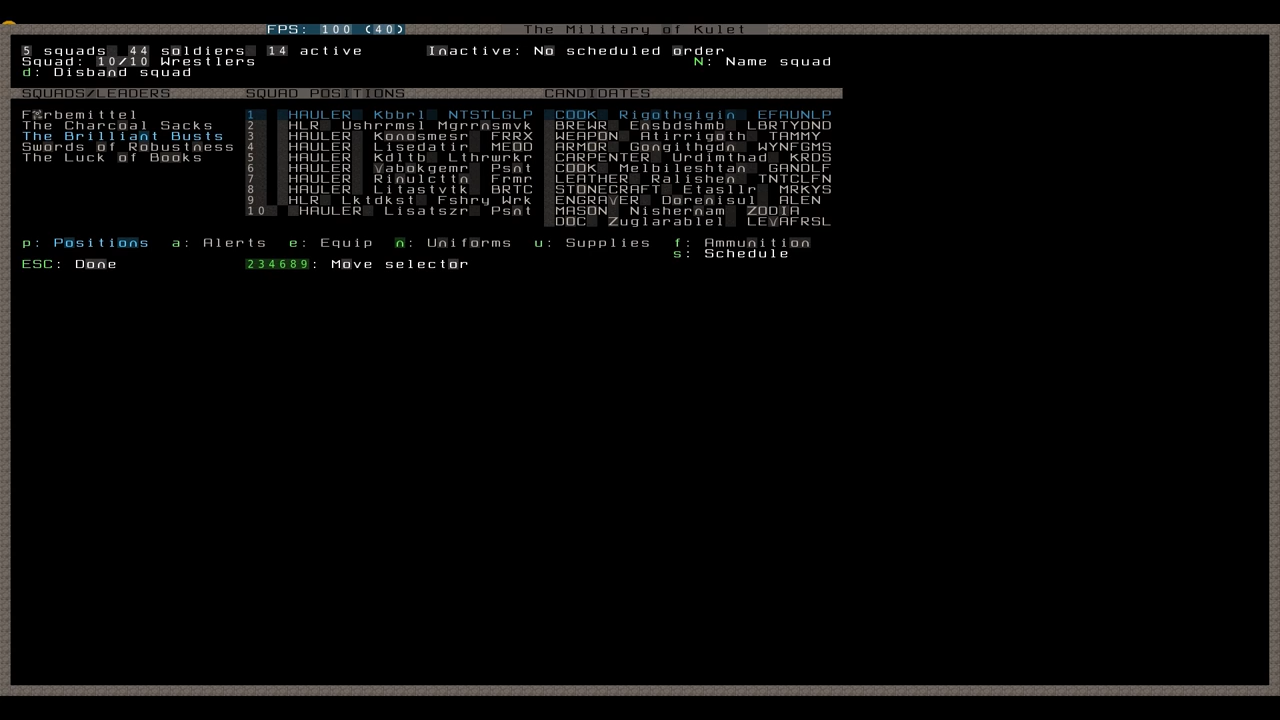 FPS: 100 (40) The Military of Kulet
5 squads 44 soldiers 14 active Inactive: No scheduled order
Squad: 10/10 Wrestlers N: Name squad
d: Disband squad
SQUADS/LEADERS SQUAD POSITIONS CANDIDATES
1 HAULER Kbbrl NTSTLGLP COOK Rigothgigin EFAUNLP
The Charcoal Sacks 2 HLR Ushrrmsl Mgrrnsmvk BREWR Ensbdshmb LBRTYDND
The Brilliant Busts 3 HAULER Konosmesr FRRX WEAPON Atirrigoth TAMMY
Swords of Robustness 4 HAULER Lisedatir MEOD ARMOR Gongithgdn WYNFGMS
The Luck of Books 5 HAULER Kdltb Lthrwrkr CARPENTER Urdimthad KRDS
6 HAULER Vabokgemr Psnt COOK Melbileshtan GANDLF
7 HAULER Rinulcttn Frmr LEATHER Ralishen TNTCLFN
8 HAULER Litastvtk BRTC STONECRAFT Etasllr MRKYS
9 HLR Lktdkst Fshry Wrk ENGRAVER Dorenisul ALEN
10 HAULER Lisatszr Psnt MASON Nishernam ZODIA
DOC Zuglarablel LEVAFRSL
p: Positions a: Alerts e: Equip n: Uniforms u: Supplies f: Ammunition
s: Schedule
ESC: Done 234689: Move selector